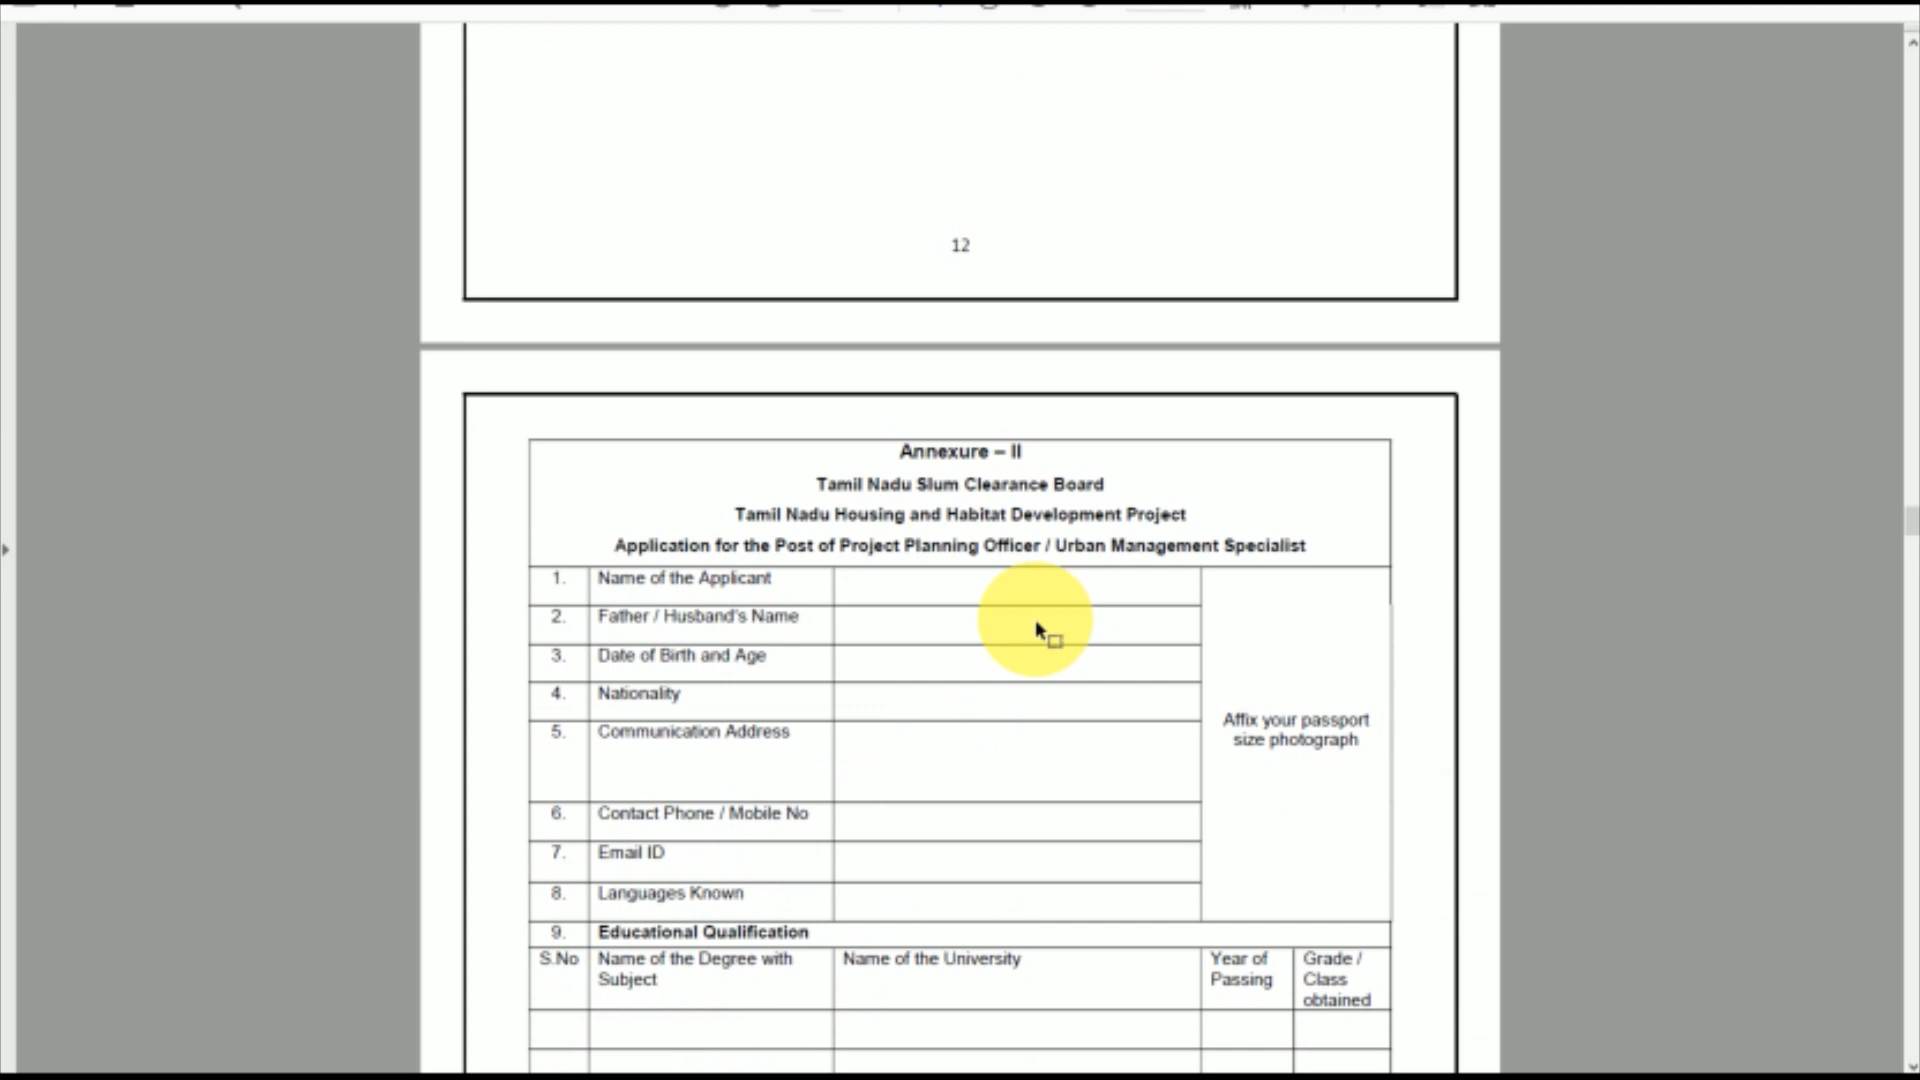 12
Annexure – II
Tamil Nadu Slum Clearance Board
Tamil Nadu Housing and Habitat Development Project
Application for the Post of Project Planning Officer / Urban Management Specialist
1. Name of the Applicant
2. Father / Husband's Name
3. Date of Birth and Age
4. Nationality
Affix your passport
size photograph
5. Communication Address
6. Contact Phone / Mobile No
7. Email ID
8. Languages Known
9. Educational Qualification
S.No Name of the Degree with Name of the University Year of Grade /
Subject Passing Class
obtained